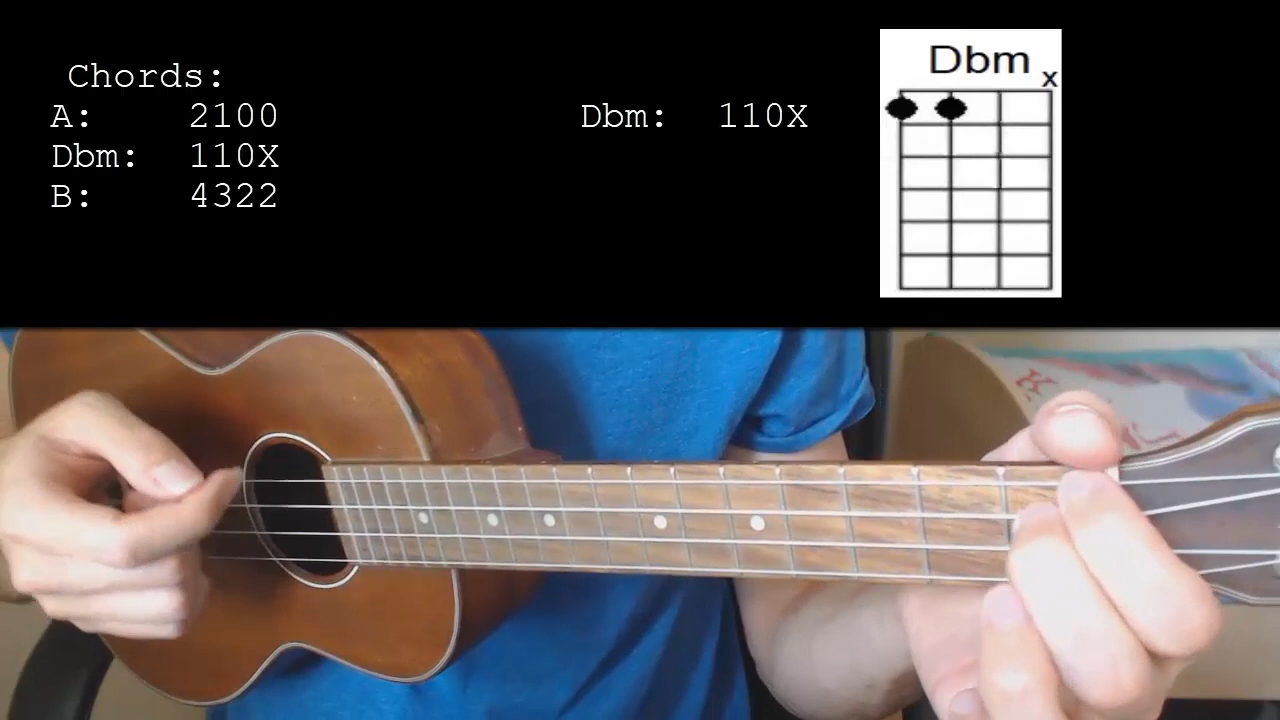 Chords:
A: 2100
Dbm: 110X
B: 4322
Dbm: 110X
Dbm
x